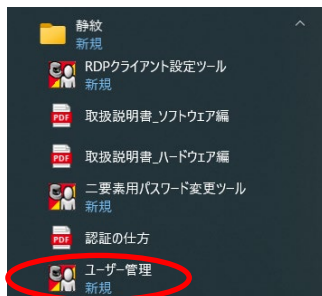 静紋
新規
RDPクライアント設定ツール
新規
取扱説明書_ソフトウェア編
取扱説明書_ハードウェア編
二要素用パスワード変更ツール
新規
認証の仕方
ユーザー管理
新規
PDF
PDF
PDF